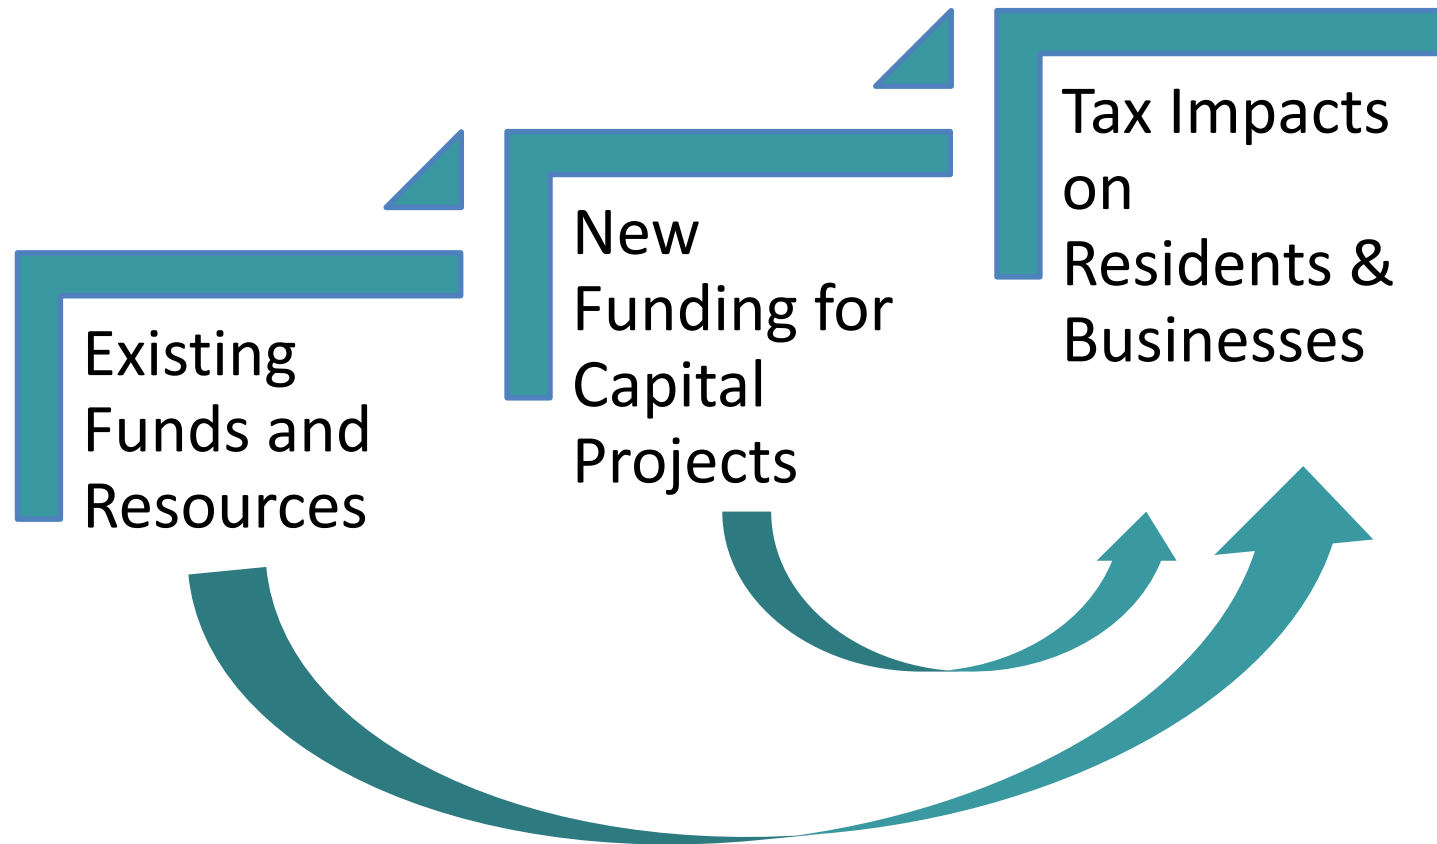 Existing
Funds and
Resources
New
Funding for
Capital
Projects
Tax Impacts
on
Residents &
Businesses